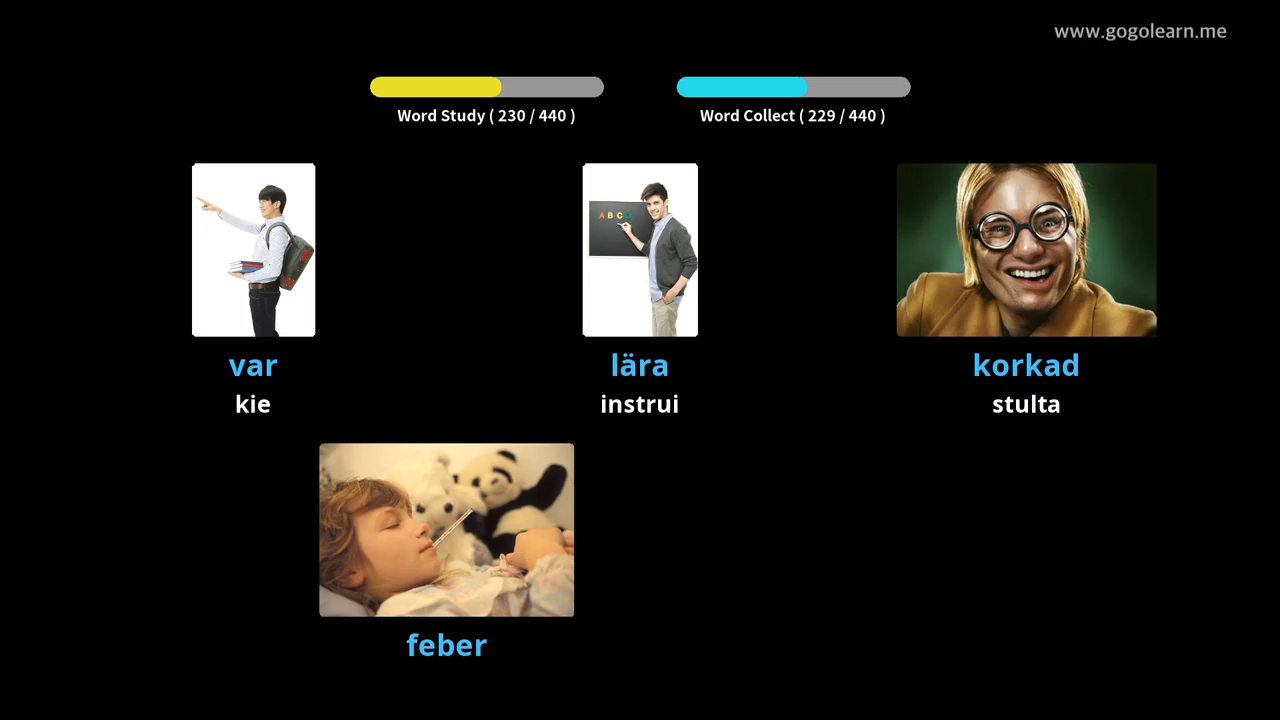 www.gogolearn.me
Word Study ( 230 / 440 )
Word Collect ( 229 / 440 )
A B C D
var
lära
korkad
kie
instrui
stulta
feber